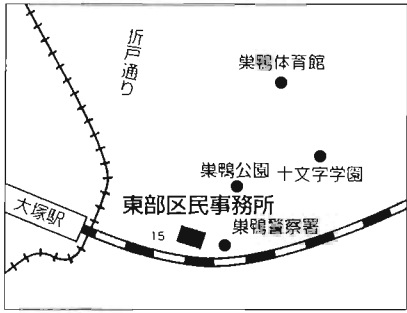 折戸通り
巣鴨体育館
巣鴨公園
十文字学園
大塚駅
東部区民事務所
15
巣鴨警察署